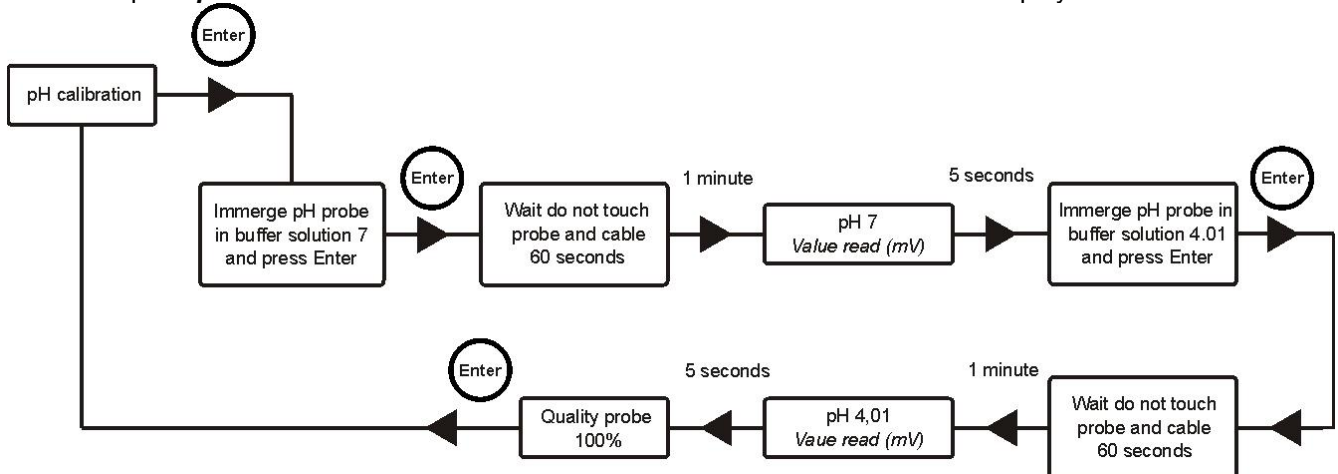 Enter
pH calibration
Immerge pH probe
in buffer solution 7
and press Enter
Enter
Wait do not touch
probe and cable
60 seconds
1 minute
pH 7
Value read (mV)
5 seconds
Immerge pH probe in
buffer solution 4.01
and press Enter
Enter
Wait do not touch
probe and cable
60 seconds
1 minute
pH 4,01
Vaue read (mV)
5 seconds
Quality probe
100%
Enter